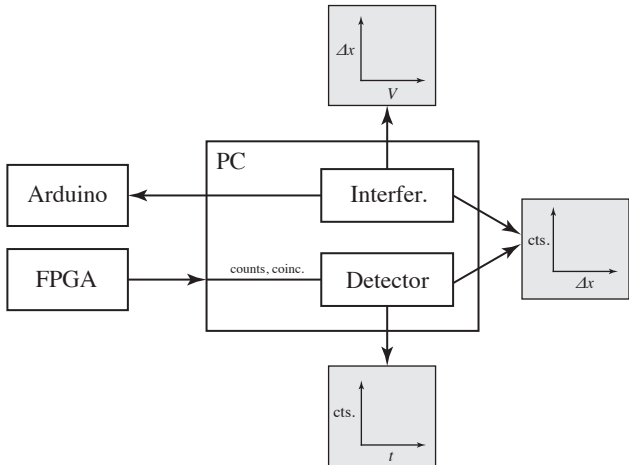 Δx
V
PC
Arduino
Interfer.
cts.
Δx
FPGA
counts, coinc.
Detector
cts.
t